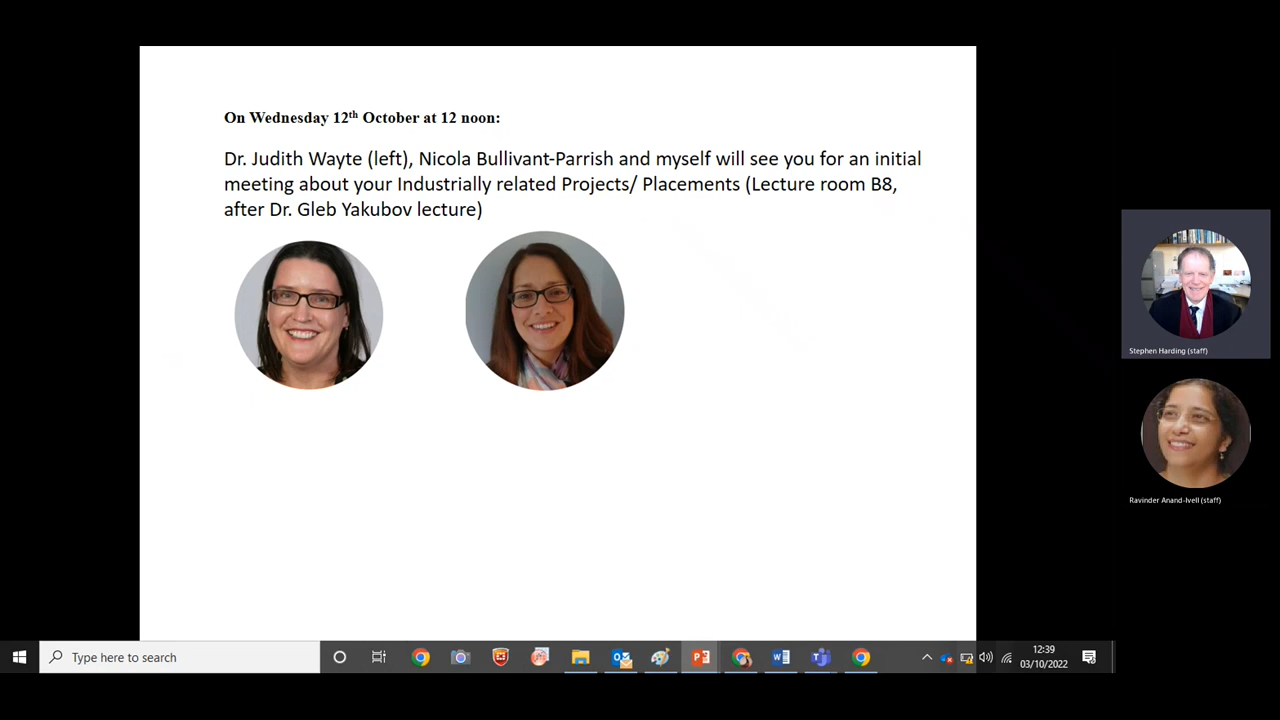 On Wednesday 12th October at 12 noon:
Dr. Judith Wayte (left), Nicola Bullivant-Parrish and myself will see you for an initial
meeting about your Industrially related Projects/ Placements (Lecture room B8,
after Dr. Gleb Yakubov lecture)
Stephen Harding (staff)
Ravinder Anand-Ivell (staff)
Type here to search
12:39
03/10/2022